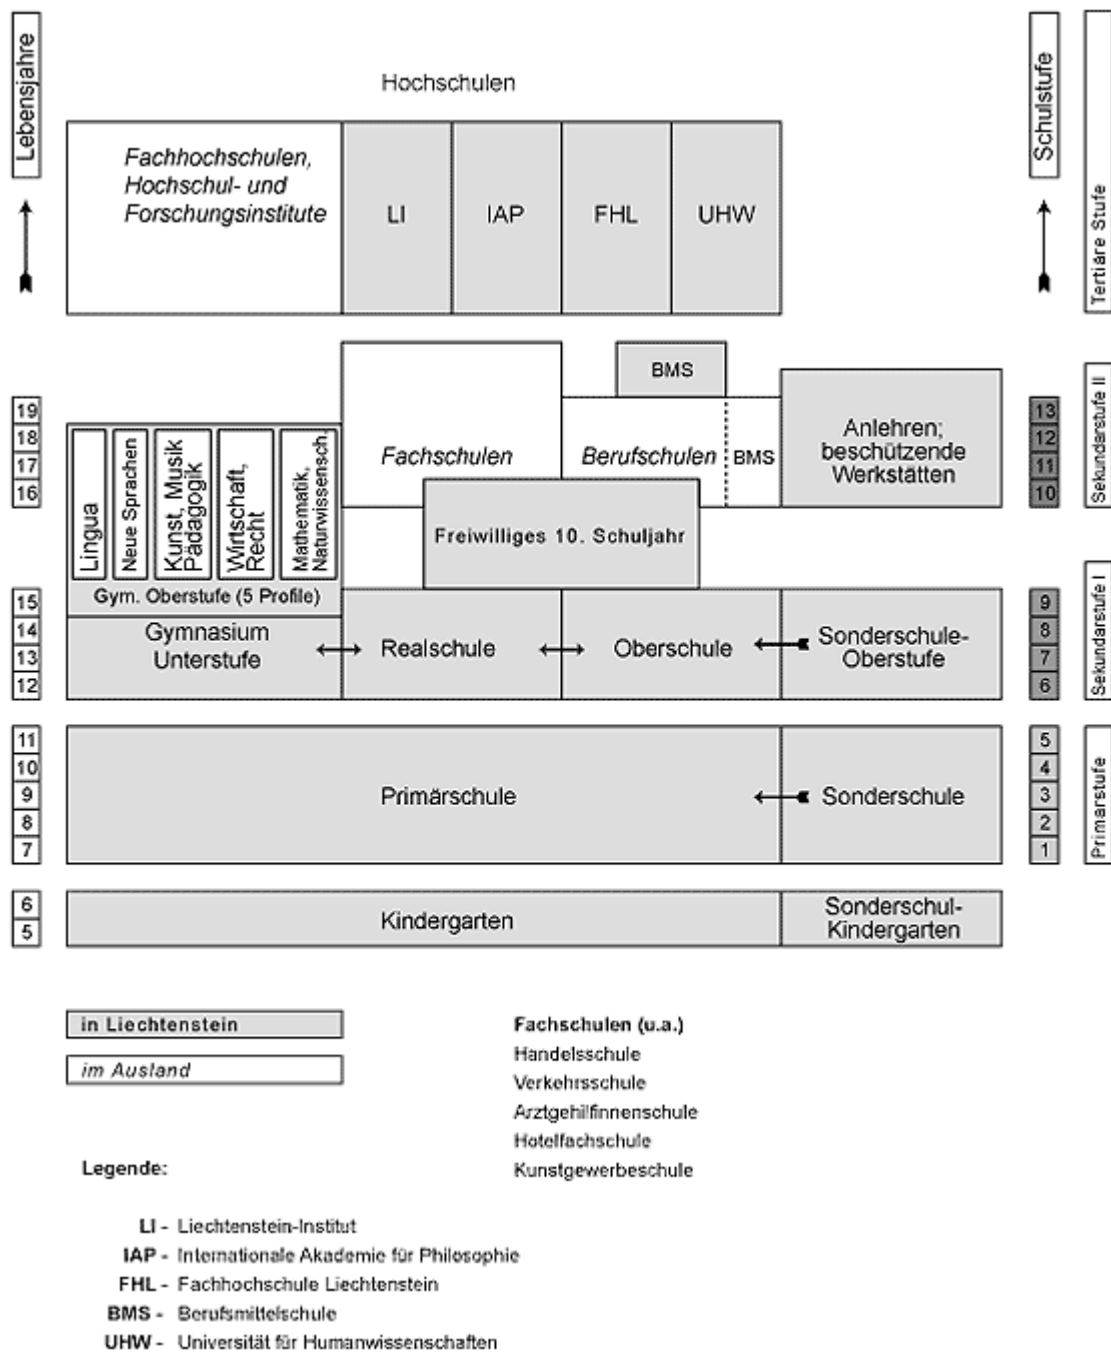 Lebensjahre
Schulstufe
Tertiäre Stufe
Hochschulen
Fachhochschulen,
Hochschul- und
Forschungsinstitute
LI
IAP
FHL
UHW
19
18
17
16
Lingua
Neue Sprachen
Kunst, Musik
Pädagogik
Wirtschaft,
Recht
Mathematik,
Naturwissensch.
Gym. Oberstufe (5 Profile)
Fachschulen
BMS
Berufschulen
BMS
Anlehren;
beschützende
Werkstätten
Freiwilliges 10. Schuljahr
13
12
11
10
Sekundarstufe II
15
14
13
12
Gymnasium
Unterstufe
Realschule
Oberschule
Sonderschule-
Oberstufe
9
8
7
6
Sekundarstufe I
11
10
9
8
7
Primärschule
Sonderschule
5
4
3
2
1
Primarstufe
6
5
Kindergarten
Sonderschul-
Kindergarten
in Liechtenstein
im Ausland
Fachschulen (u.a.)
Handelsschule
Verkehrsschule
Arztgehilfinnenschule
Hotelfachschule
Kunstgewerbeschule
Legende:
LI - Liechtenstein-Institut
IAP - Internationale Akademie für Philosophie
FHL - Fachhochschule Liechtenstein
BMS - Berufsmittelschule
UHW - Universität für Humanwissenschaften